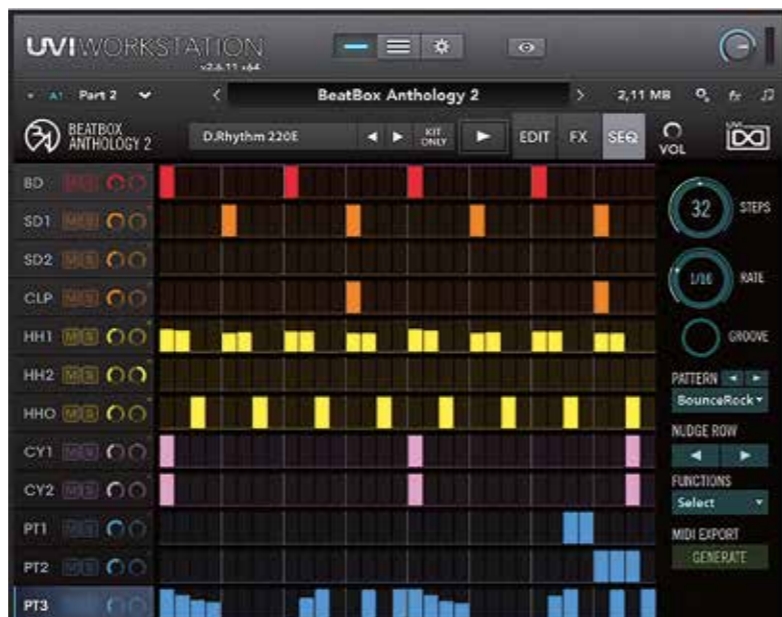 UVIWORKSTATION
v2.6.11 x64
A1 Part 2 BeatBox Anthology 2 2,11 MB fx
BEATBOX
ANTHOLOGY 2
D.Rhythm 220E KIT ONLY EDIT FX SEQ VOL UVI
BD M S
SD1 M S
SD2 M S
CLP M S
HH1 M S
HH2 M S
HHO M S
CY1 M S
CY2 M S
PT1 M S
PT2 M S
PT3
32 STEPS
1/16 RATE
GROOVE
PATTERN
BounceRock
NUDGE ROW
FUNCTIONS
Select
MIDI EXPORT
GENERATE